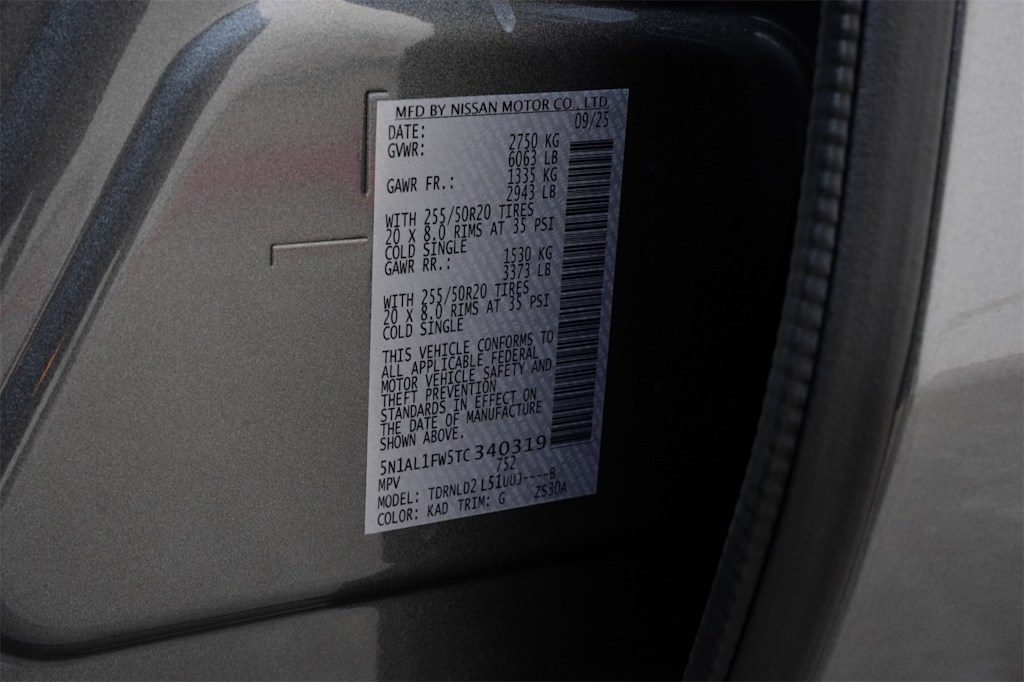 MFD BY NISSAN MOTOR CO., LTD.
DATE: 09/25
GVWR: 2750 KG
6063 LB
GAWR FR.: 1335 KG
2943 LB
WITH 255/50R20 TIRES
20 X 8.0 RIMS AT 35 PSI
COLD SINGLE
GAWR RR.: 1530 KG
3373 LB
WITH 255/50R20 TIRES
20 X 8.0 RIMS AT 35 PSI
COLD SINGLE
THIS VEHICLE CONFORMS TO
ALL APPLICABLE FEDERAL
MOTOR VEHICLE SAFETY AND
THEFT PREVENTION
STANDARDS IN EFFECT ON
THE DATE OF MANUFACTURE
SHOWN ABOVE.
5N1AL1FW5TC340319
MPV 752
MODEL: TDRNLD2 L51UUJ----B
COLOR: KAD TRIM: G ZS30A